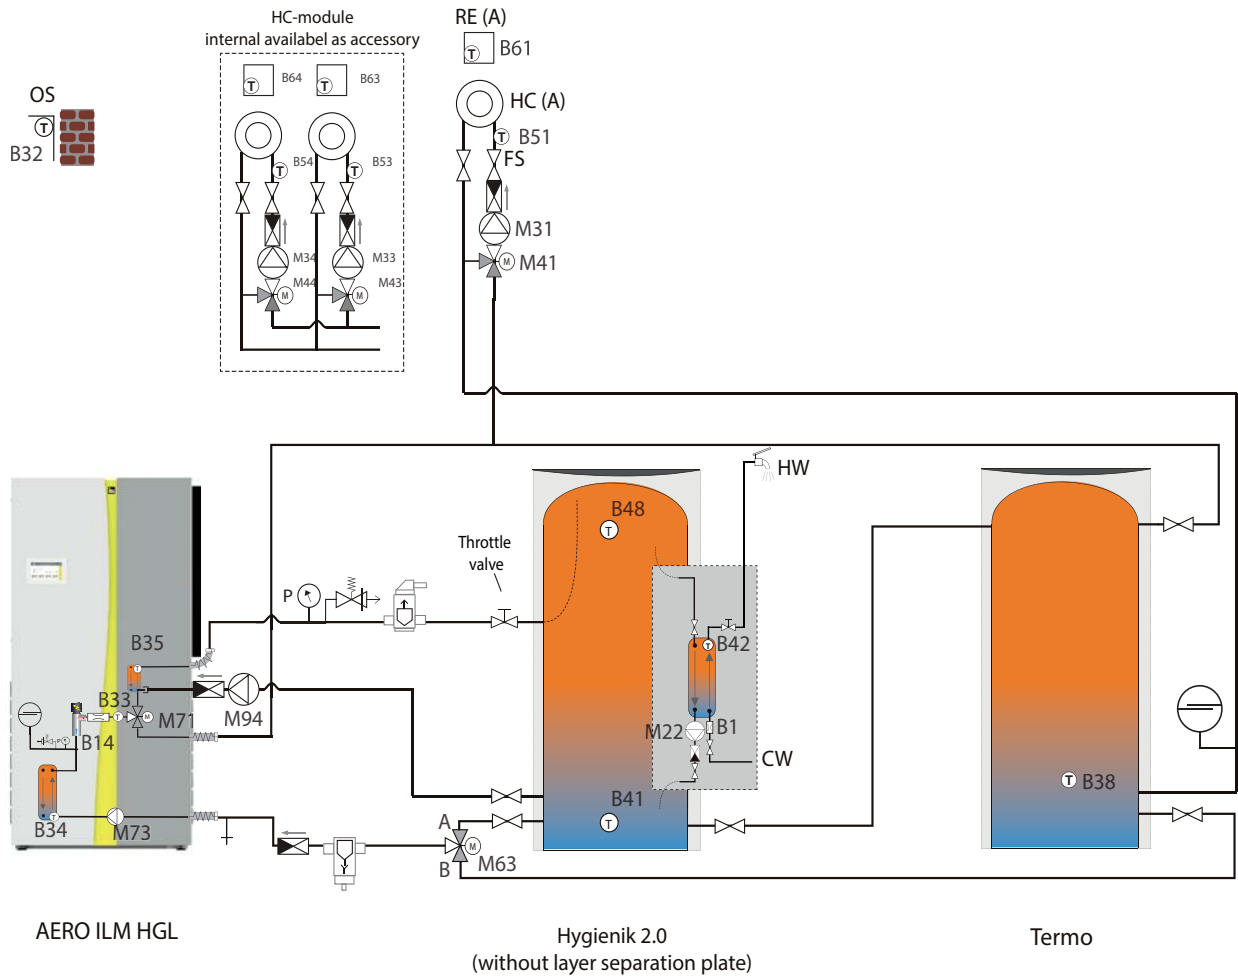 HC-module
internal availabel as accessory
RE (A)
T
B61
T
B64
T
B63
OS
T
B32
HC (A)
T
B51
FS
T
B54
T
B53
M31
M34
M33
M
M41
M44
M
M43
M
HW
B48
T
Throttle
valve
P
B35
T
B42
T
B33
T
M
M71
M94
B14
P
M22
B1
CW
B41
T
T
B38
B34
T
M73
A
M
M63
B
AERO ILM HGL
Hygienik 2.0
(without layer separation plate)
Termo